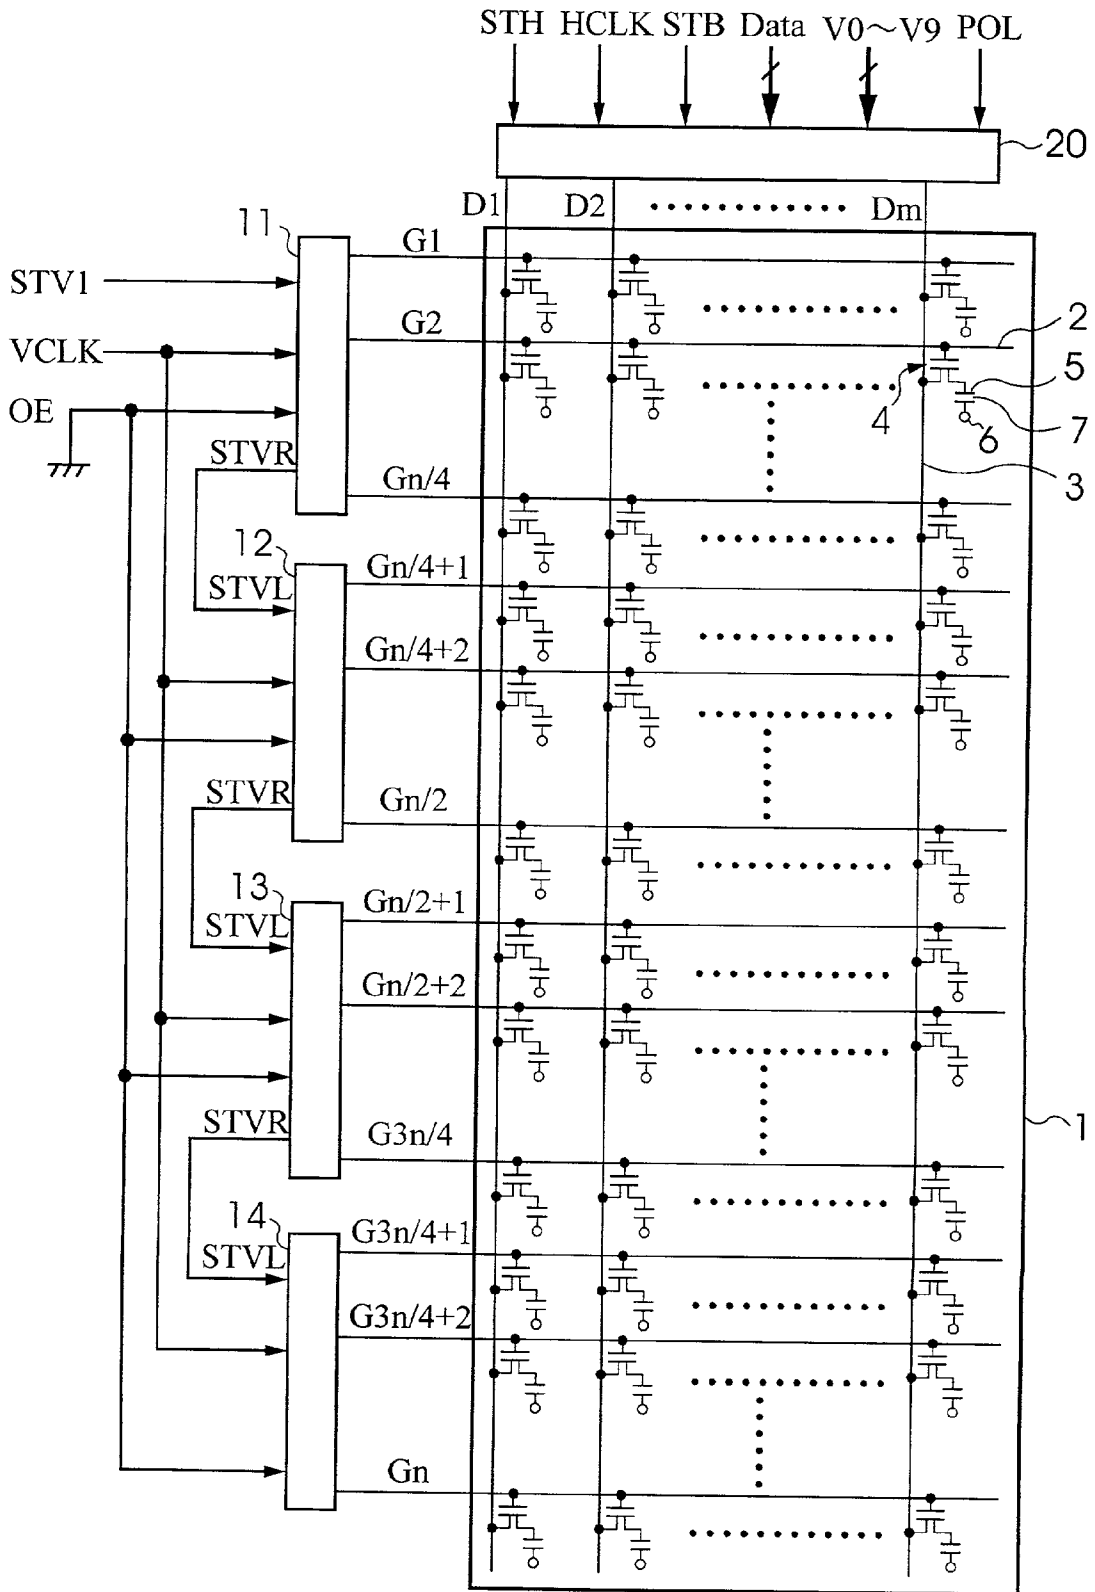 STH HCLK STB Data V0～V9 POL
20
D1 D2 Dm
11 G1
STV1
G2 2
VCLK
4 5
OE 6 7
STVR Gn/4 3
12 Gn/4+1
STVL
Gn/4+2
STVR Gn/2
13 Gn/2+1
STVL
Gn/2+2
STVR G3n/4 1
14 G3n/4+1
STVL
G3n/4+2
Gn